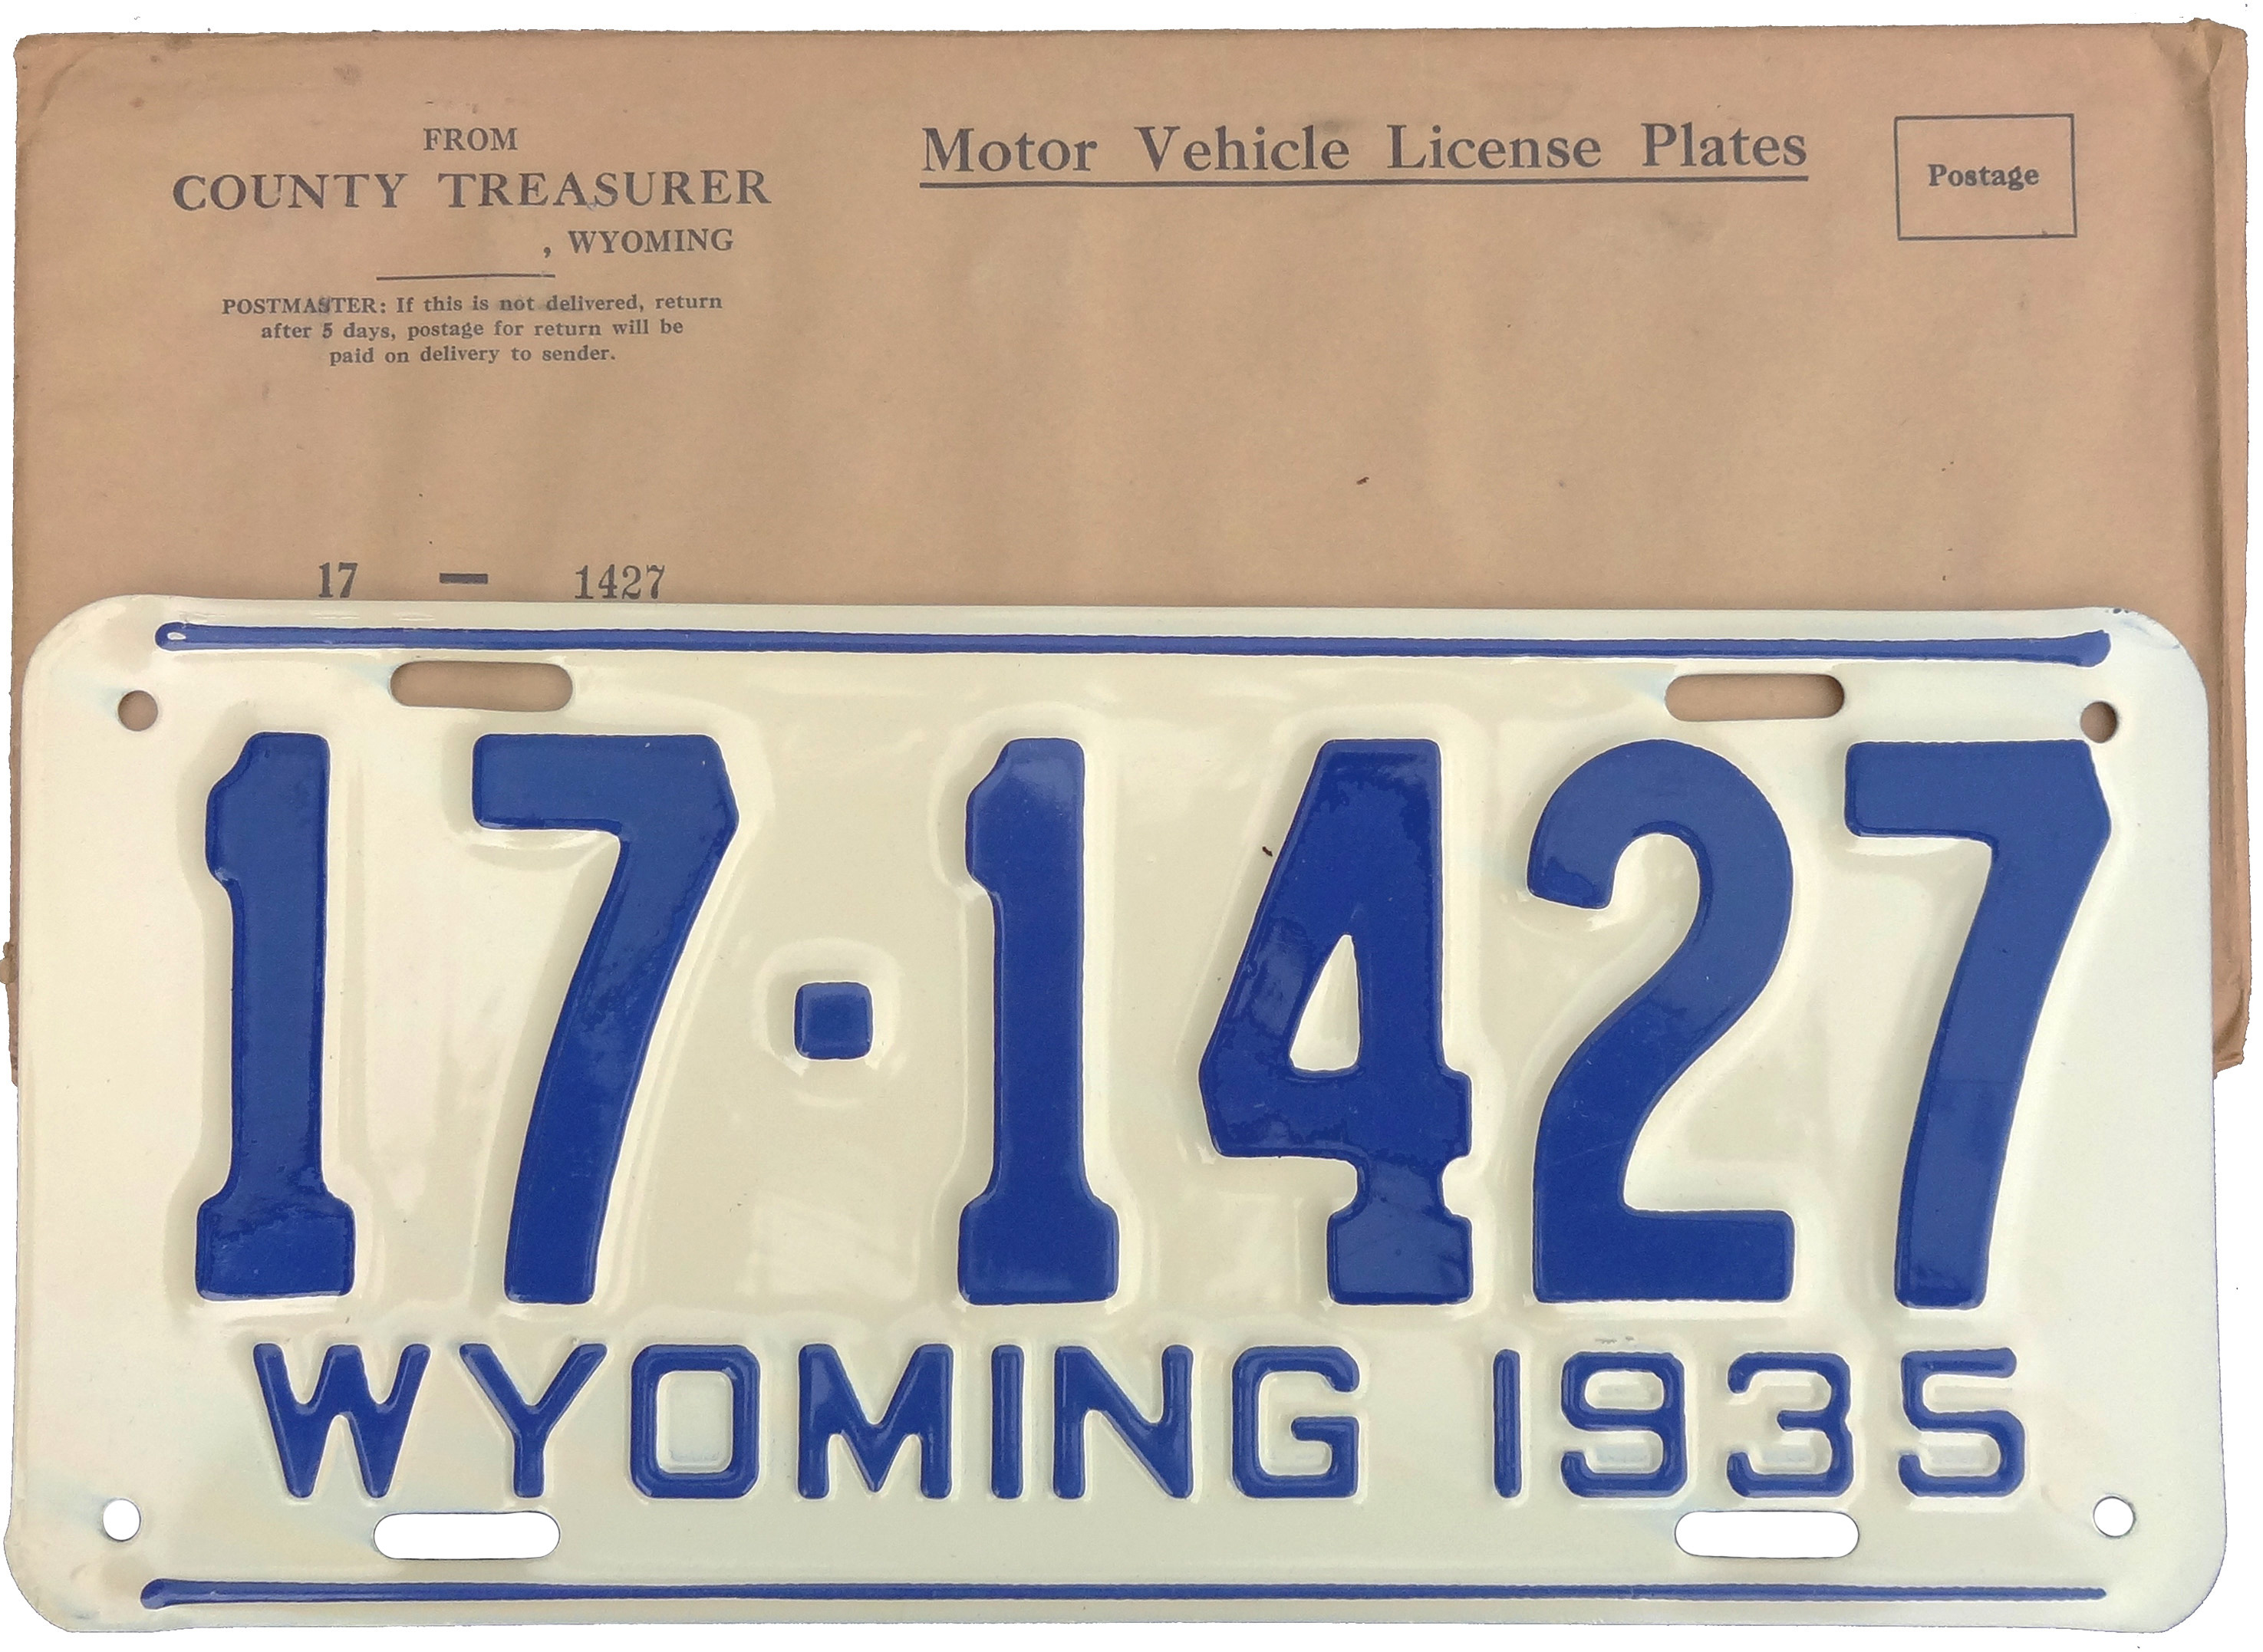 FROM
COUNTY TREASURER
, WYOMING
POSTMASTER: If this is not delivered, return
after 5 days, postage for return will be
paid on delivery to sender.
Motor Vehicle License Plates
Postage
17 — 1427
17·1427
WYOMING 1935